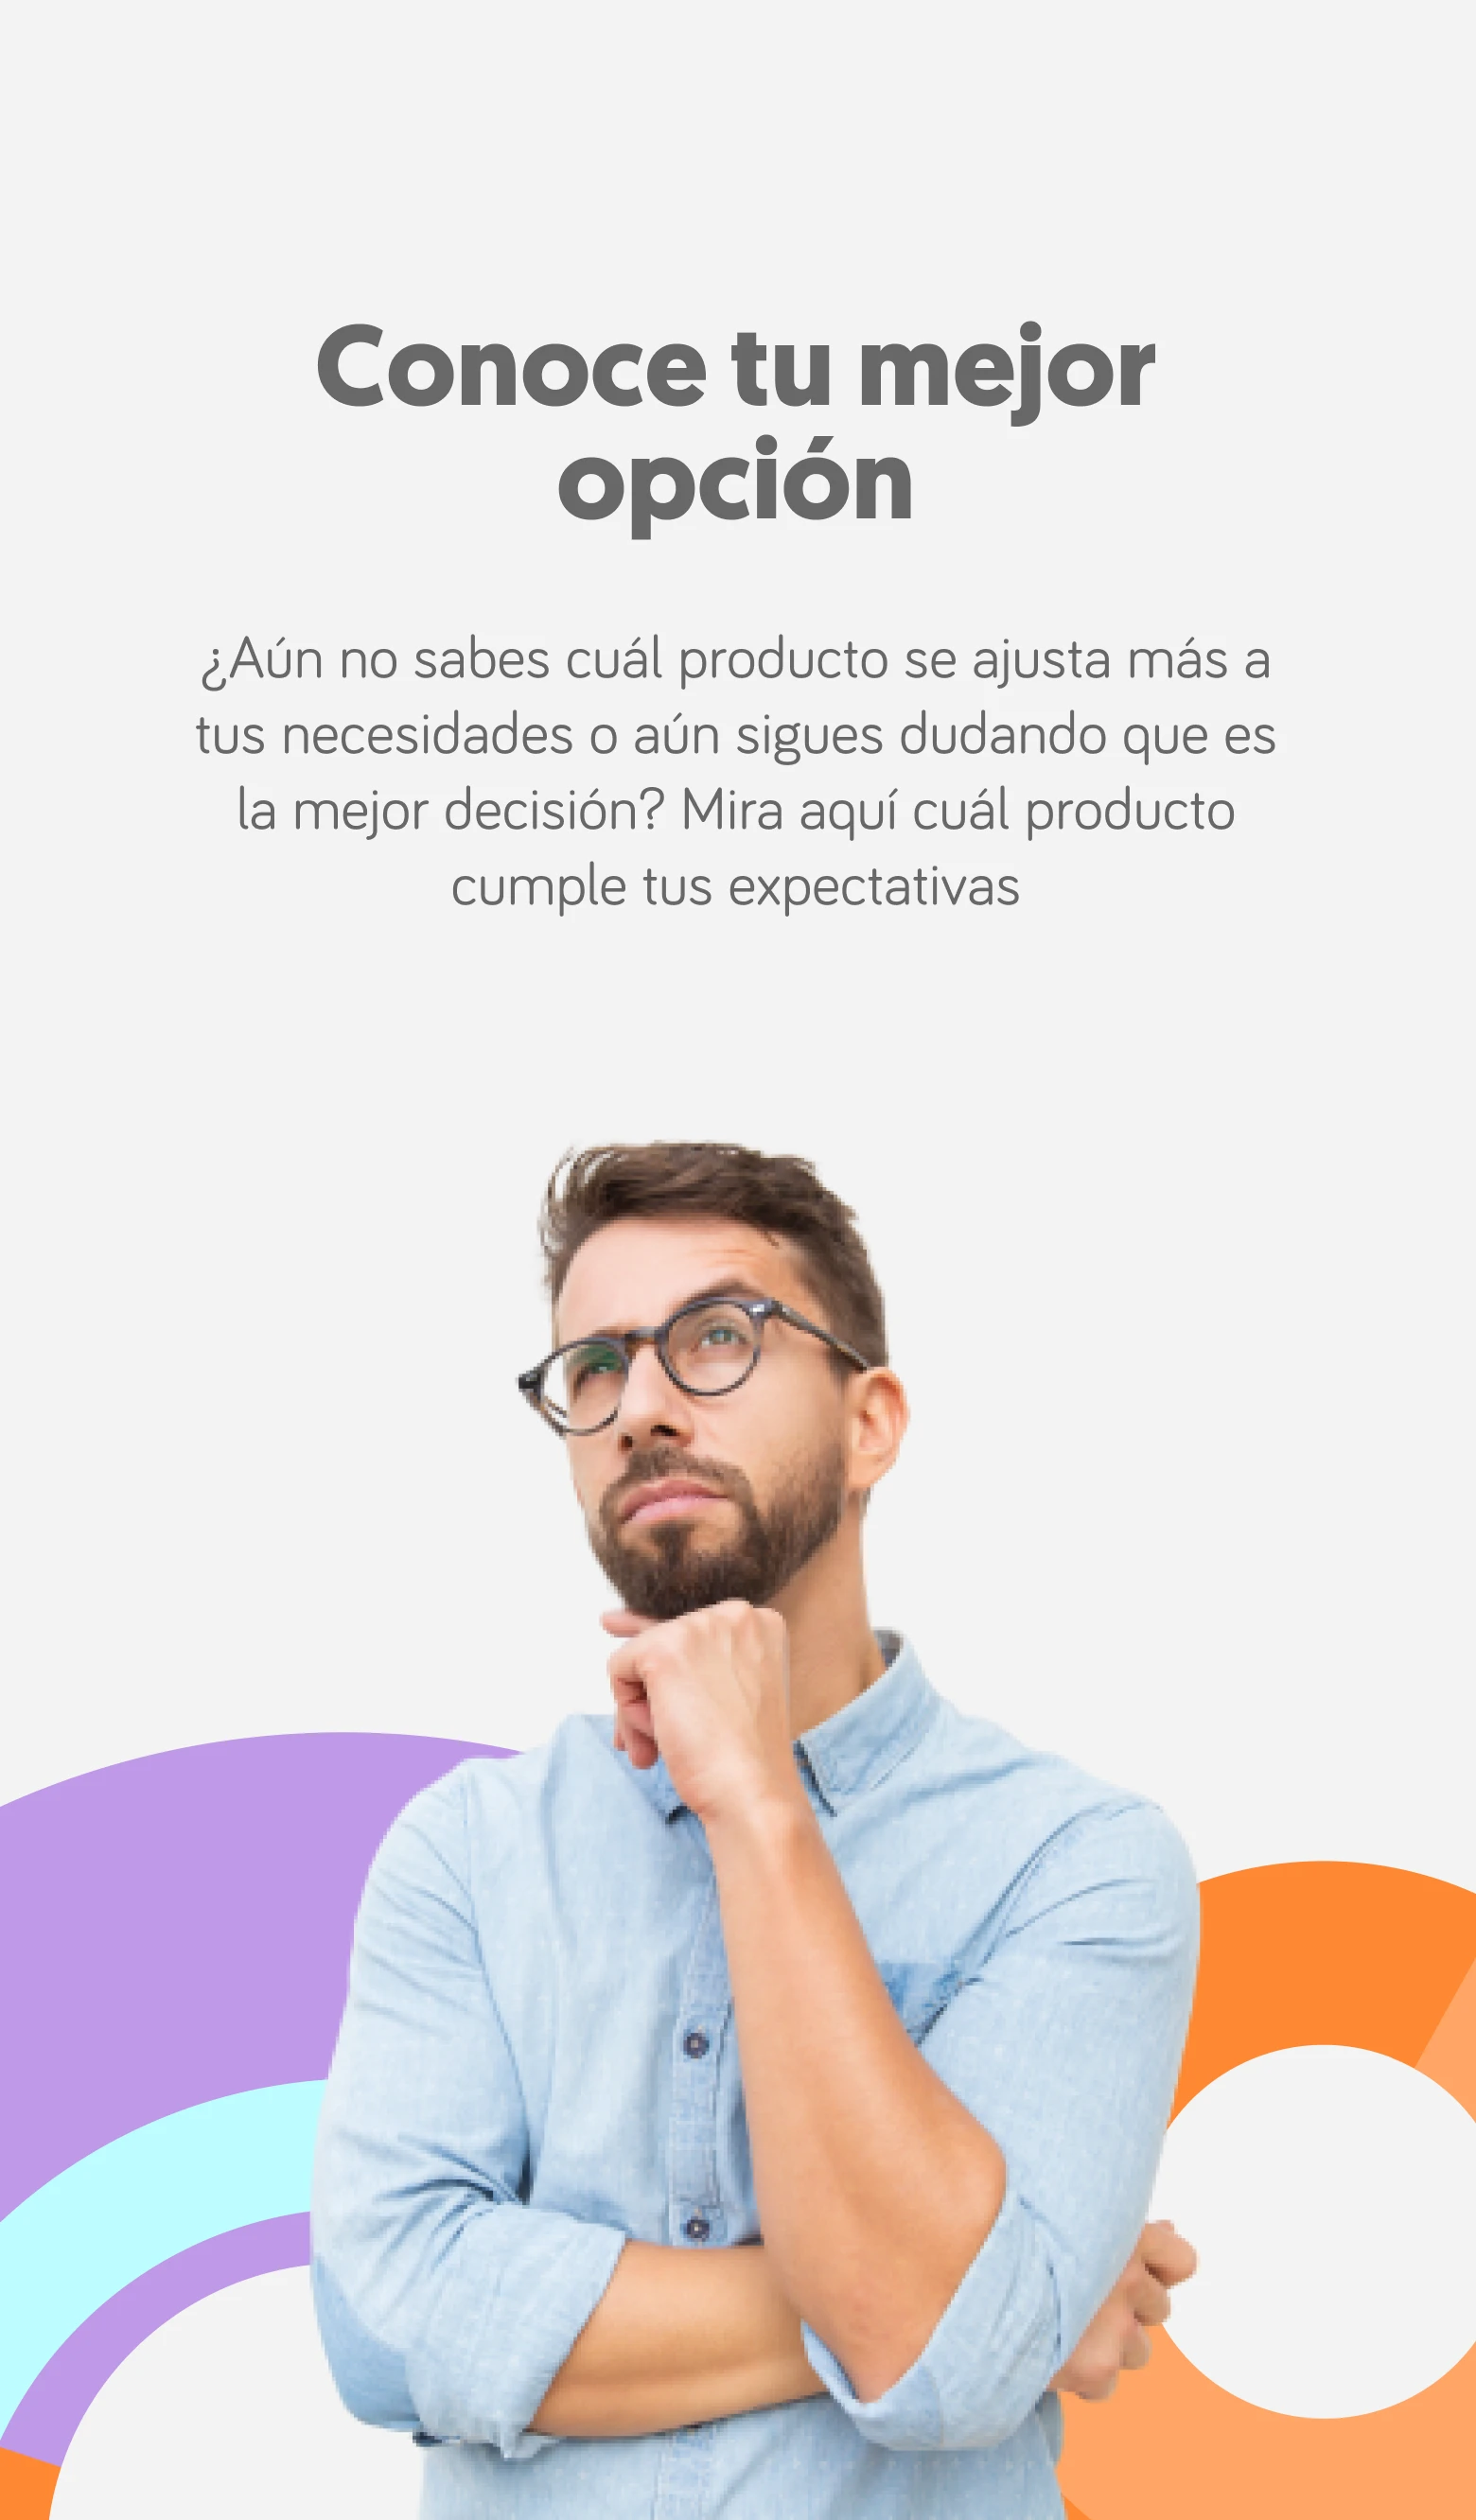 Conoce tu mejor
opción
¿Aún no sabes cuál producto se ajusta más a
tus necesidades o aún sigues dudando que es
la mejor decisión? Mira aquí cuál producto
cumple tus expectativas